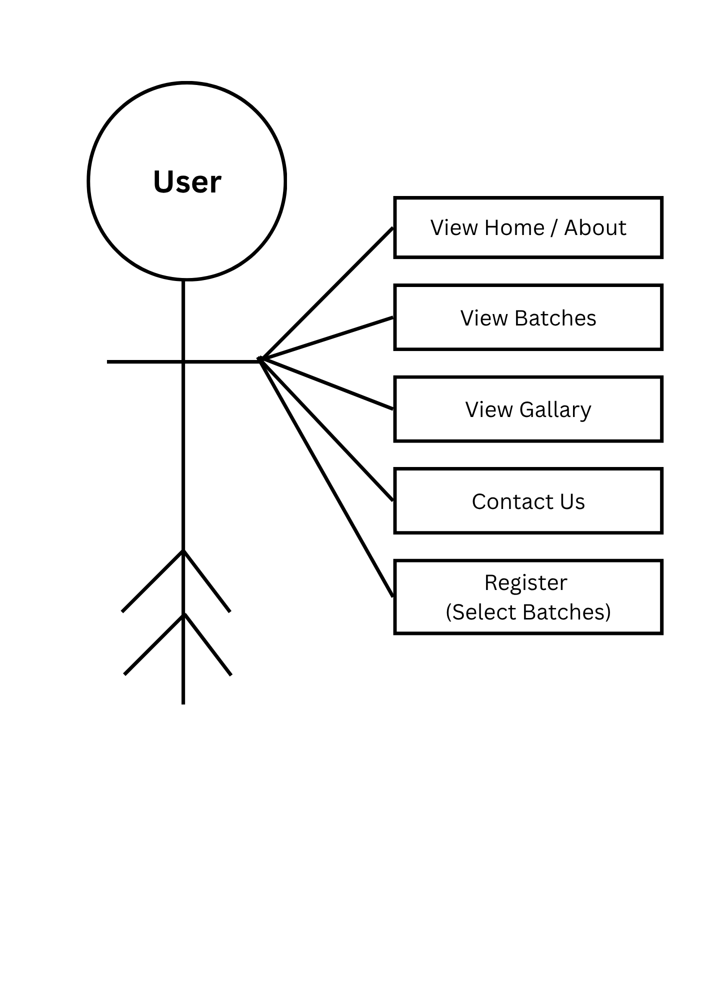 User
View Home / About
View Batches
View Gallary
Contact Us
Register
(Select Batches)